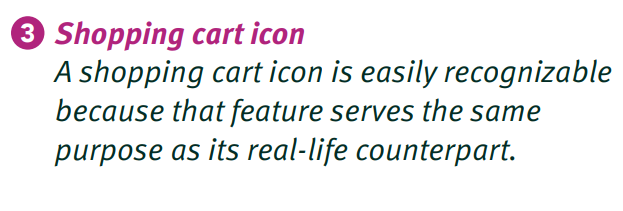 3 Shopping cart icon
A shopping cart icon is easily recognizable
because that feature serves the same
purpose as its real-life counterpart.